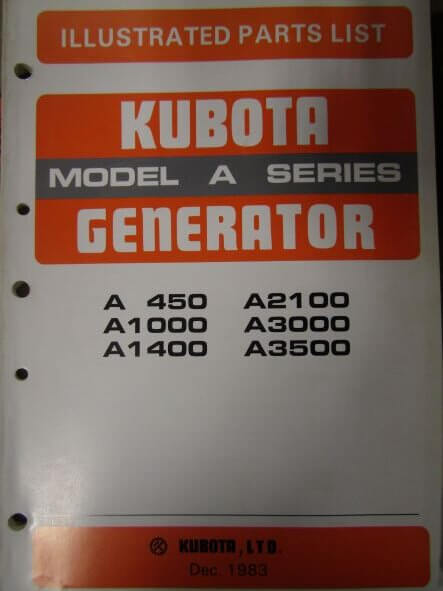 ILLUSTRATED PARTS LIST
KUBOTA
MODEL A SERIES
GENERATOR
A 450 A2100
A1000 A3000
A1400 A3500
KUBOTA, LTD.
Dec. 1983